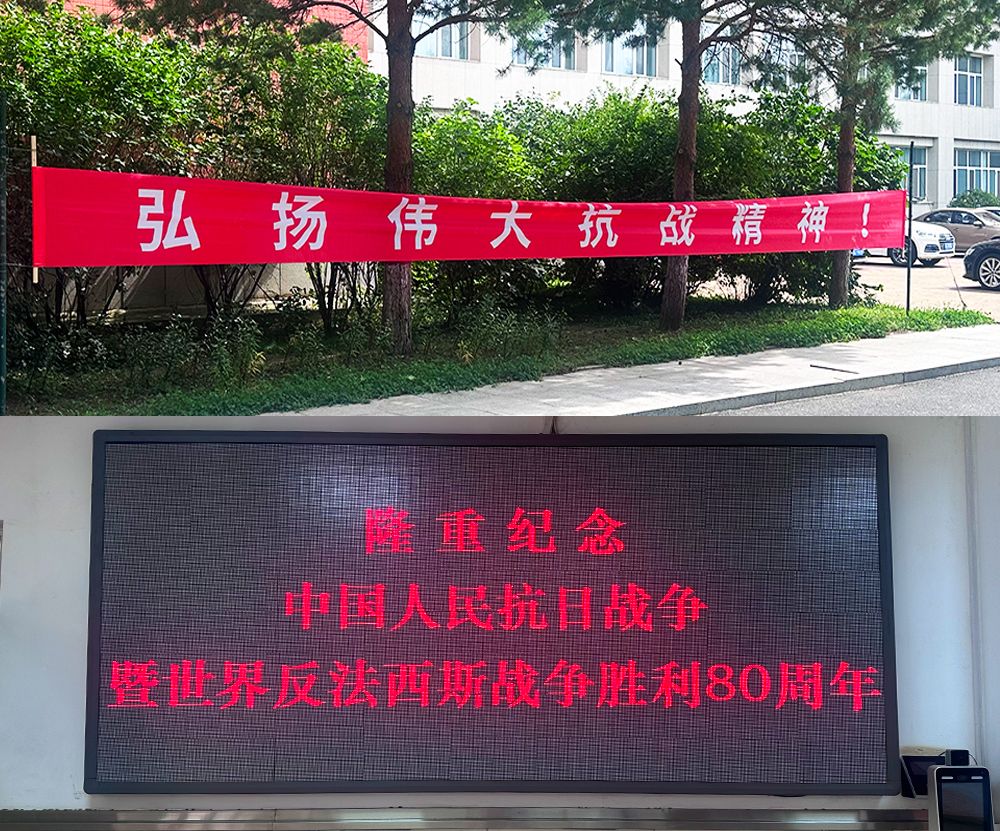 弘扬伟大抗战精神！
隆重纪念
中国人民抗日战争
暨世界反法西斯战争胜利80周年